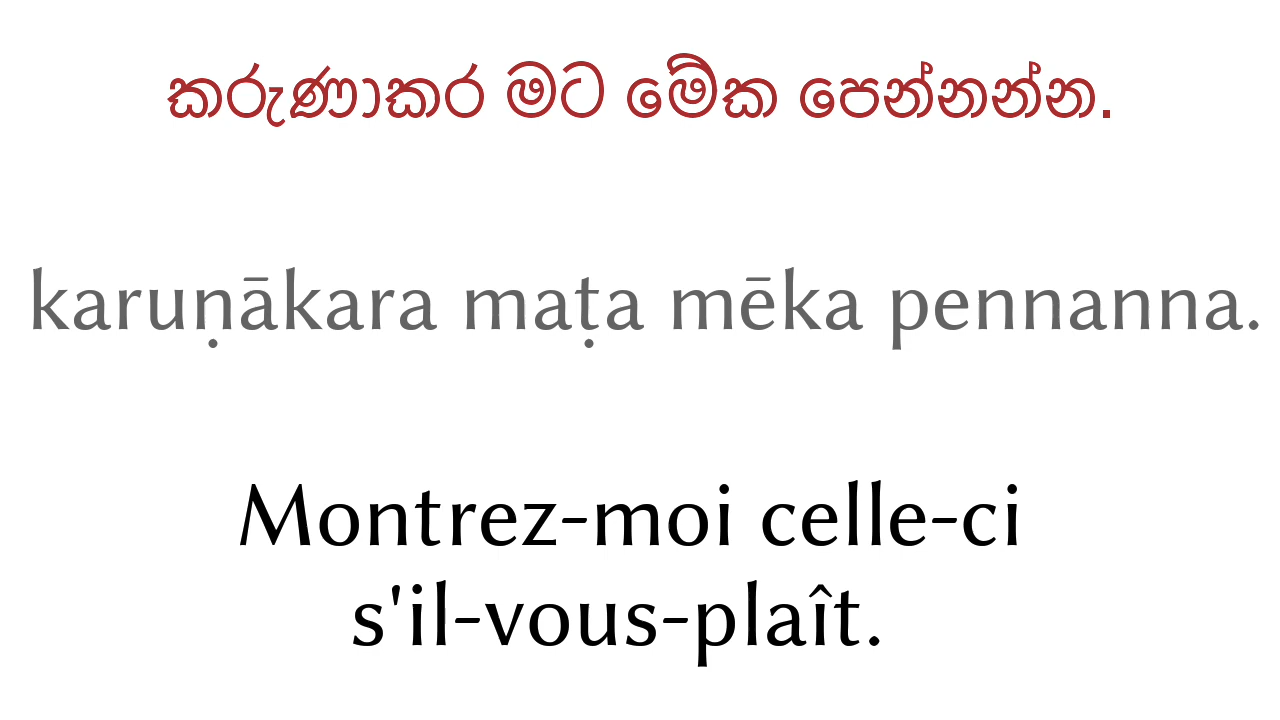 කරුණාකර මට මේක පෙන්නන්න.
karuṇākara maṭa mēka pennanna.
Montrez-moi celle-ci
s'il-vous-plaît.